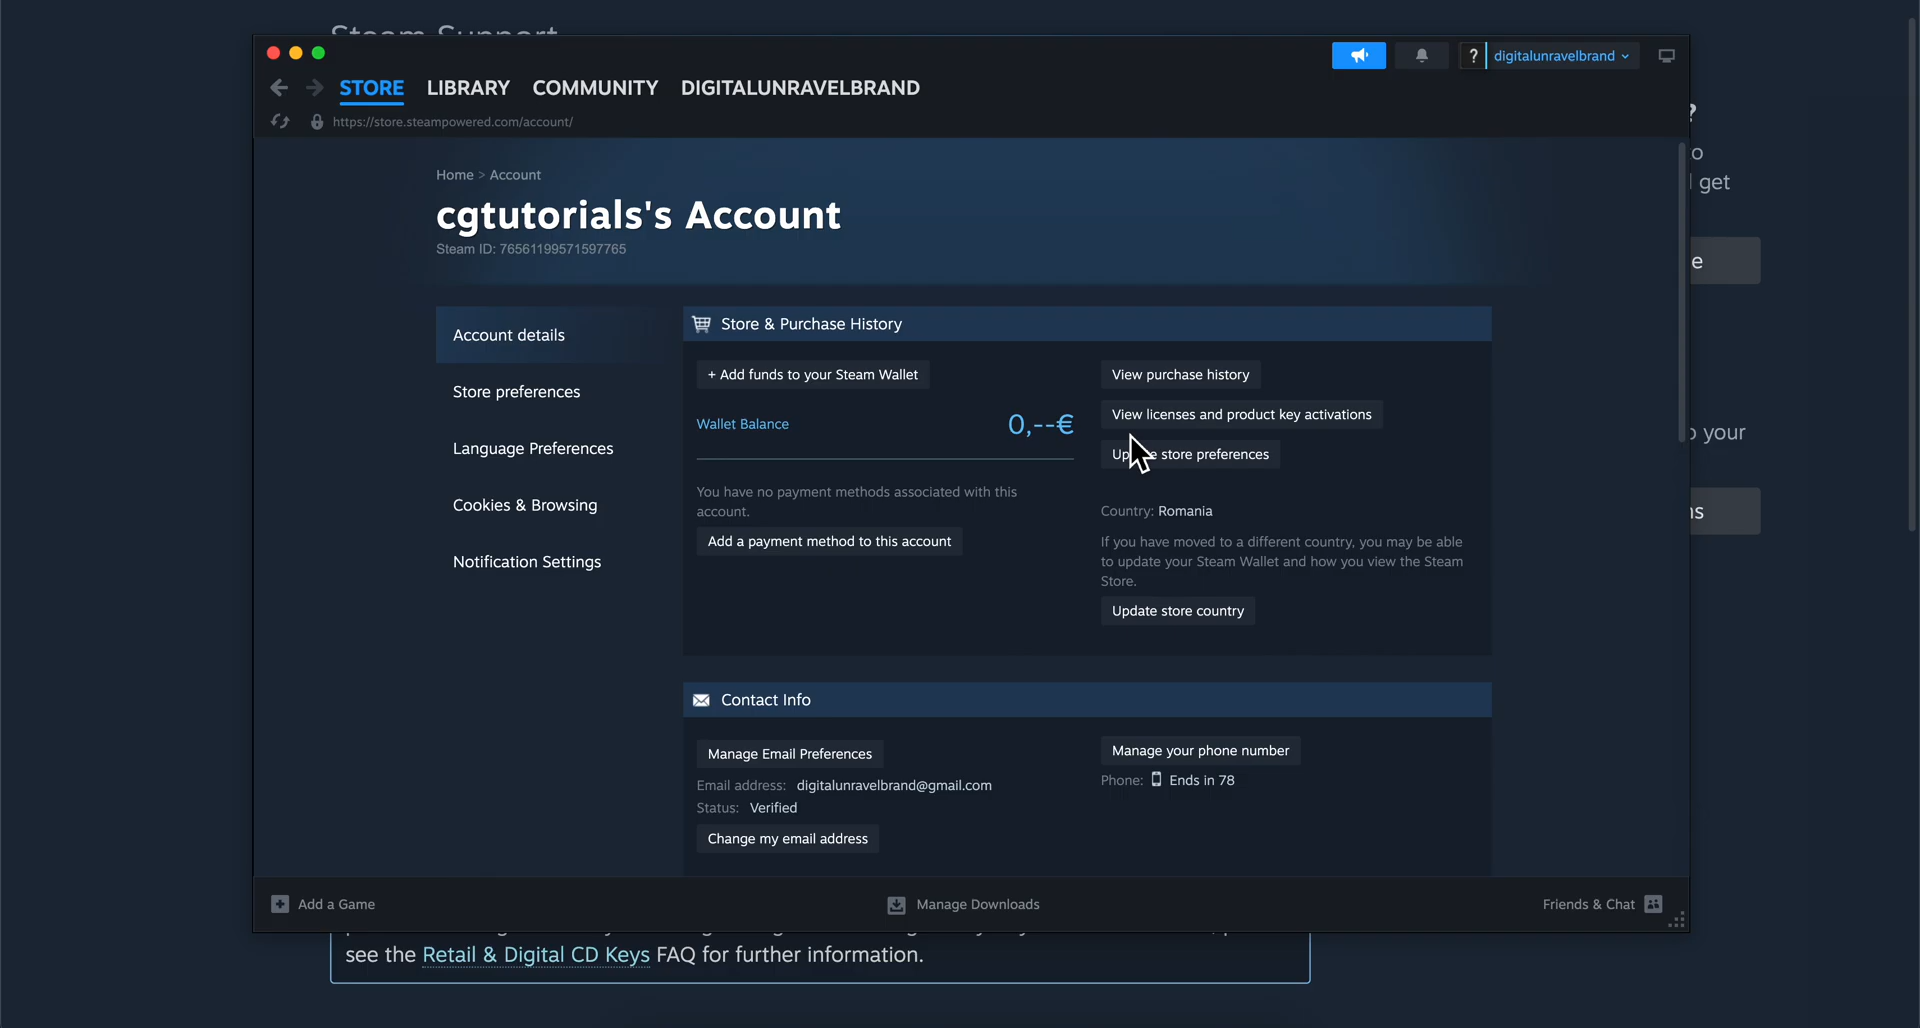 ?
digitalunravelbrand
STORE LIBRARY COMMUNITY DIGITALUNRAVELBRAND
https://store.steampowered.com/account/
Home > Account
cgtutorials's Account
Steam ID: 76561199571597765
Account details
Store preferences
Language Preferences
Cookies & Browsing
Notification Settings
Store & Purchase History
+ Add funds to your Steam Wallet
Wallet Balance 0,--€
You have no payment methods associated with this
account.
Add a payment method to this account
View purchase history
View licenses and product key activations
store preferences
Country: Romania
If you have moved to a different country, you may be able
to update your Steam Wallet and how you view the Steam
Store.
Update store country
Contact Info
Manage Email Preferences
Email address: digitalunravelbrand@gmail.com
Status: Verified
Change my email address
Manage your phone number
Phone: Ends in 78
Add a Game
Manage Downloads
Friends & Chat
see the Retail & Digital CD Keys FAQ for further information.
?
get
your